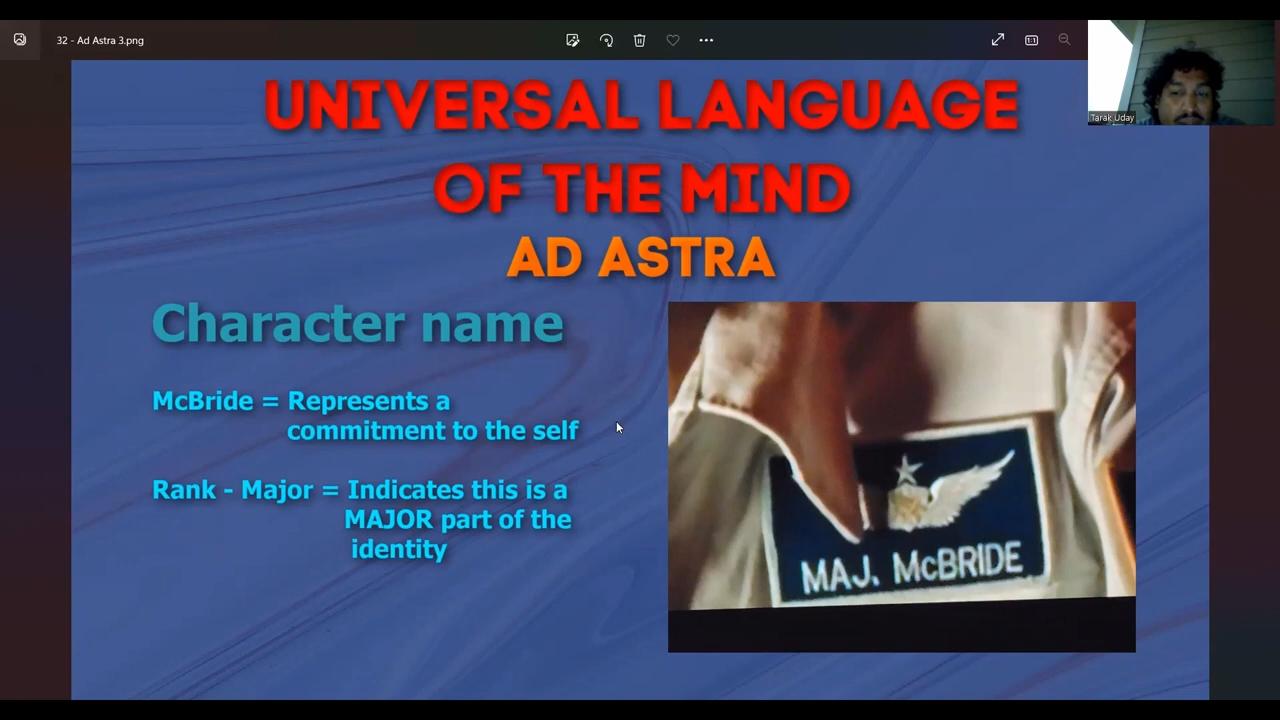 32 - Ad Astra 3.png
Tarak Uday
UNIVERSAL LANGUAGE
OF THE MIND
AD ASTRA
Character name
McBride = Represents a
commitment to the self
Rank - Major = Indicates this is a
MAJOR part of the
identity
MAJ. McBRIDE